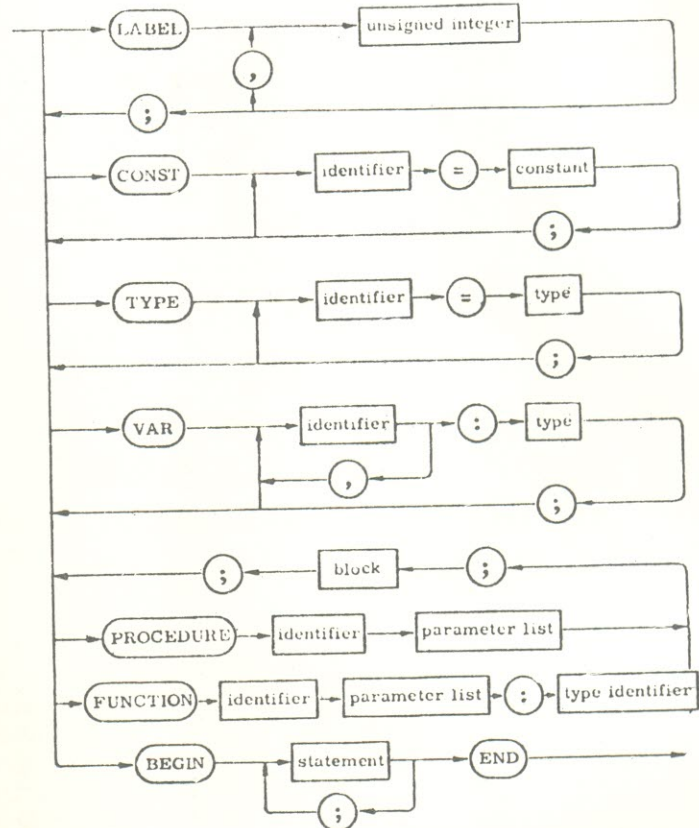 LABEL unsigned integer
,
;
CONST identifier = constant
;
TYPE identifier = type
;
VAR identifier : type
,
;
; block ;
PROCEDURE identifier parameter list
FUNCTION identifier parameter list : type identifier
BEGIN statement END
;